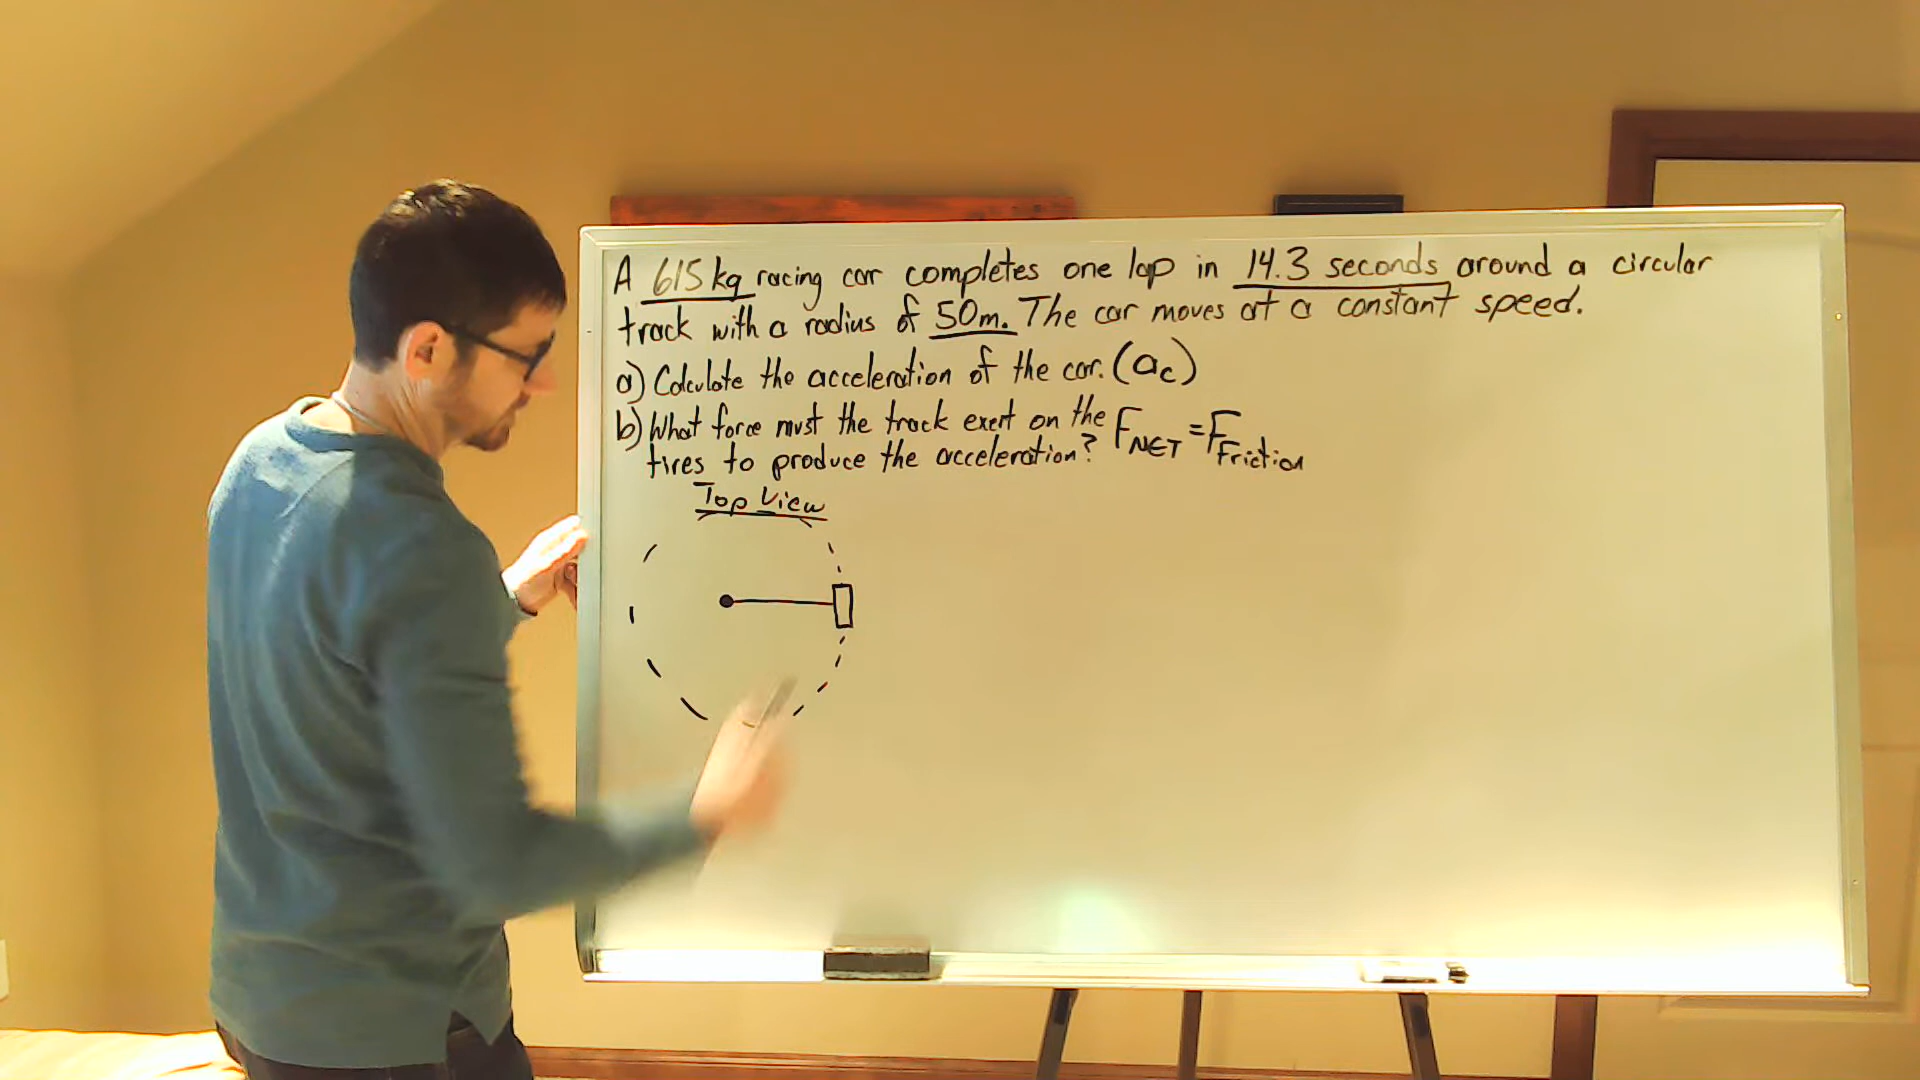 A 615 kg racing car completes one lap in 14.3 seconds around a circular
track with a radius of 50m. The car moves at a constant speed.
a) Calculate the acceleration of the car. (ac)
b) What force must the track exert on the
tires to produce the acceleration? FNET = FFriction
Top View